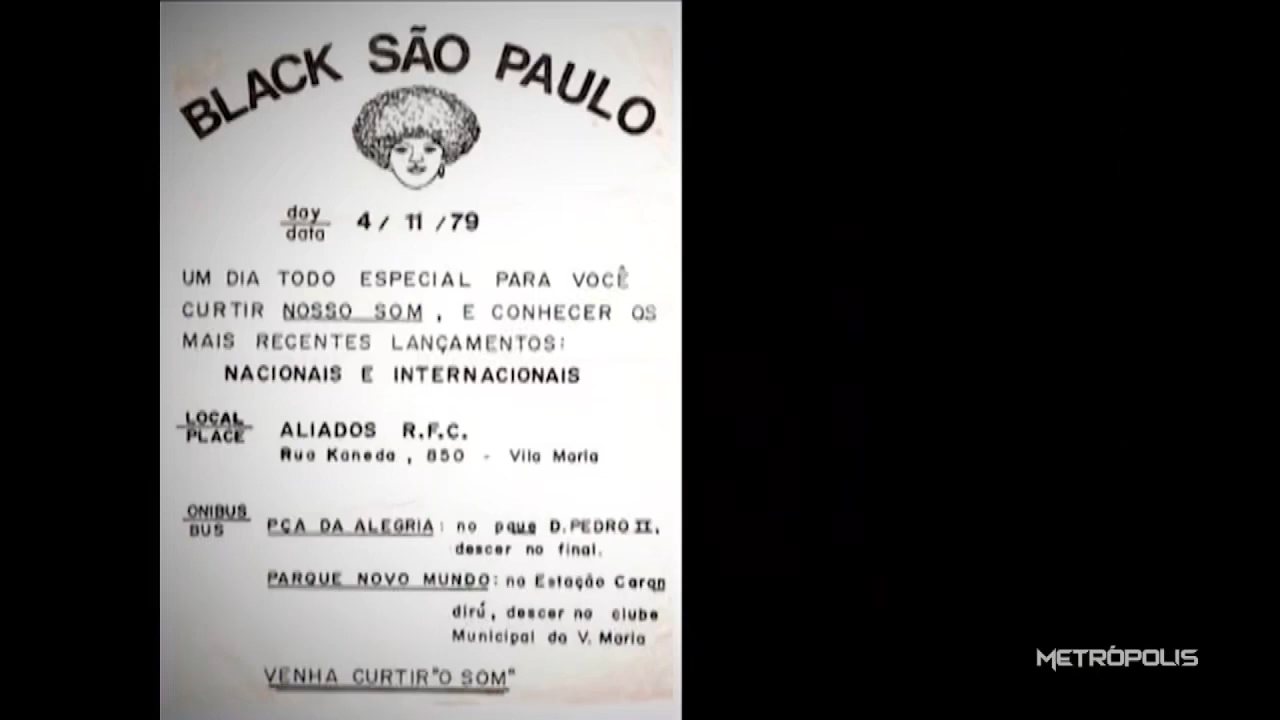 BLACK SÃO PAULO
day
data
4 / 11 / 79
UM DIA TODO ESPECIAL PARA VOCÊ
CURTIR NOSSO SOM , E CONHECER OS
MAIS RECENTES LANÇAMENTOS:
NACIONAIS E INTERNACIONAIS
LOCAL
PLACE
ALIADOS R.F.C.
Rua Kaneda , 850 - Vila Maria
ONIBUS
BUS
PÇA DA ALEGRIA : no pque D. PEDRO II,
descer no final.
PARQUE NOVO MUNDO : na Estação Caran
dirú, descer no clube
Municipal da V. Maria
VENHA CURTIR "O SOM"
METRÓPOLIS